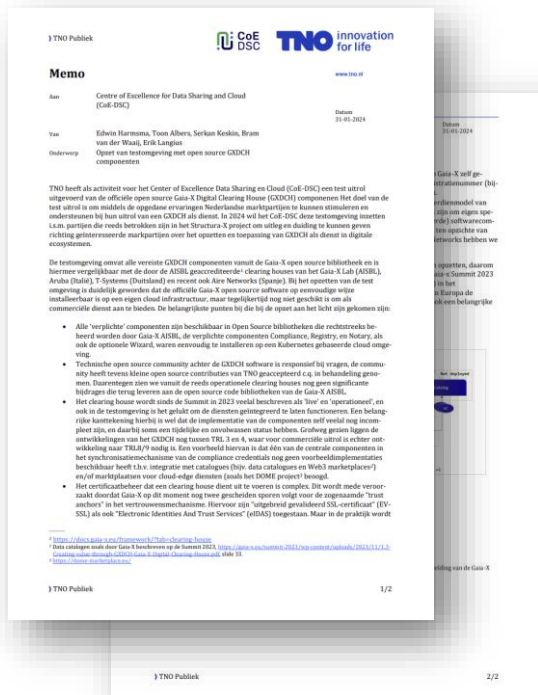 TNO Publiek
CoE
DSC
TNO innovation
for life
Memo
www.tno.nl
Aan Centre of Excellence for Data Sharing and Cloud
(CoE-DSC)
Datum
31-01-2024
Van Edwin Harmsma, Toon Albers, Serkan Keskin, Bram
van der Waaij, Erik Langius
Onderwerp Opzet van testomgeving met open source GXDCH
componenten
TNO heeft als activiteit voor het Center of Excellence Data Sharing en Cloud (CoE-DSC) een test uitrol
uitgevoerd van de officiële open source Gaia-X Digital Clearing House (GXDCH) componenten Het doel van de
test uitrol is om middels de opgedane ervaringen Nederlandse marktpartijen te kunnen stimuleren en
ondersteunen bij hun uitrol van een GXDCH als dienst. In 2024 wil het CoE-DSC deze testomgeving inzetten
i.s.m. partijen die reeds betrokken zijn in het Structura-X project om uitleg en duiding te kunnen geven
richting geïnteresseerde marktpartijen over het opzetten en toepassing van GXDCH als dienst in digitale
ecosystemen.
De testomgeving omvat alle vereiste GXDCH componenten vanuit de Gaia-X open source bibliotheek en is
hiermee vergelijkbaar met de door de AISBL geaccrediteerde¹ clearing houses van het Gaia-X Lab (AISBL),
Aruba (Italië), T-Systems (Duitsland) en recent ook Aire Networks (Spanje). Bij het opzetten van de test
omgeving is duidelijk geworden dat de officiële Gaia-X open source software op eenvoudige wijze
installeerbaar is op een eigen cloud infrastructuur, maar tegelijkertijd nog niet geschikt is om als
commerciële dienst aan te bieden. De belangrijkste punten bij die bij de opzet aan het licht zijn gekomen zijn:
• Alle 'verplichte' componenten zijn beschikbaar in Open Source bibliotheken die rechtstreeks be-
heerd worden door Gaia-X AISBL, de verplichte componenten Compliance, Registry, en Notary, als
ook de optionele Wizard, waren eenvoudig te installeren op een Kubernetes gebaseerde cloud omge-
ving.
• Technische open source community achter de GXDCH software is responsief bij vragen, de commu-
nity heeft tevens kleine open source contributies van TNO geaccepteerd c.q. in behandeling geno-
men. Daarentegen zien we vanuit de reeds operationele clearing houses nog geen significante
bijdrages die terug leveren aan de open source code bibliotheken van de Gaia-X AISBL.
• Het clearing house wordt sinds de Summit in 2023 veelal beschreven als 'live' en 'operationeel', en
ook in de testomgeving is het gelukt om de diensten geïntegreerd te laten functioneren. Een belang-
rijke kanttekening hierbij is wel dat de implementatie van de componenten zelf veelal nog incom-
pleet zijn, en daarbij soms een tijdelijke en onvolwassen status hebben. Grofweg gezien liggen de
ontwikkelingen van het GXDCH nog tussen TRL 3 en 4, waar voor commerciële uitrol is echter ont-
wikkeling naar TRL8/9 nodig is. Een voorbeeld hiervan is dat één van de centrale componenten in
het synchronisatiemechanisme van de compliance credentials nog geen voorbeeldimplementaties
beschikbaar heeft t.b.v. integratie met catalogues (bijv. data catalogues en Web3 marketplaces²)
en/of marktplaatsen voor cloud-edge diensten (zoals het DOME project³ beoogd.
• Het certificaatbeheer dat een clearing house dient uit te voeren is complex. Dit wordt mede veroor-
zaakt doordat Gaia-X op dit moment nog twee gescheiden sporen volgt voor de zogenaamde "trust
anchors" in het vertrouwensmechanisme. Hiervoor zijn "uitgebreid gevalideerd SSL-certificaat (EV-
SSL) als ook "Electronic Identities And Trust Services" (eIDAS) toegestaan. Maar in de praktijk wordt
¹ https://docs.gaia-x.eu/framework/?tab=clearing-house
² Data catalogen zoals door Gaia-X beschreven op de Summit 2023, https://gaia-x.eu/summit-2023/wp-content/uploads/2023/11/1.3-
Creating-value-through-GXDCH-Gaia-X-Digital-Clearing-House.pdf, slide 33.
³ https://dome-marketplace.eu/
TNO Publiek 1/2
Datum
31-01-2024
TNO Publiek 2/2